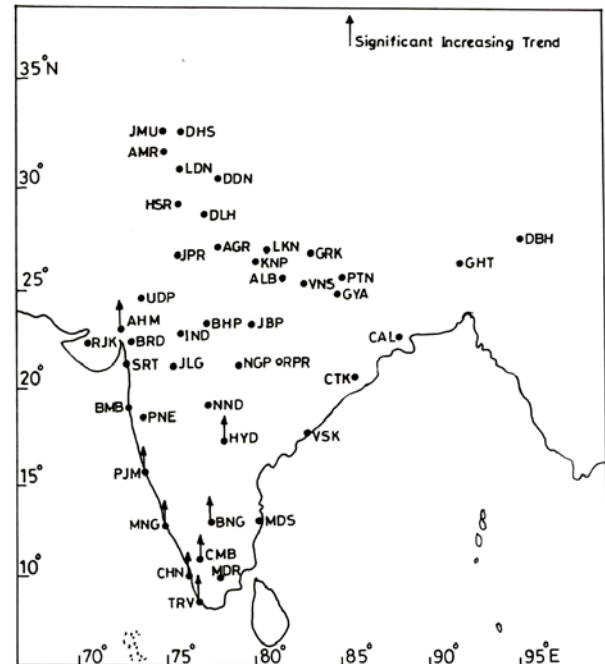 Significant Increasing Trend
35°N
JMU DHS
AMR
LDN
30° DDN
HSR
DLH
JPR AGR LKN GRK DBH
KNP GHT
25° ALB VNS PTN
GYA
UDP
AHM
RJK BRD IND BHP JBP CAL
SRT JLG NGP RPR
20° CTK
BMB PNE NND
HYD VSK
15° PJM
MNG BNG MDS
10° CHN CMB
MDR
TRV
70° 75° 80° 85° 90° 95°E